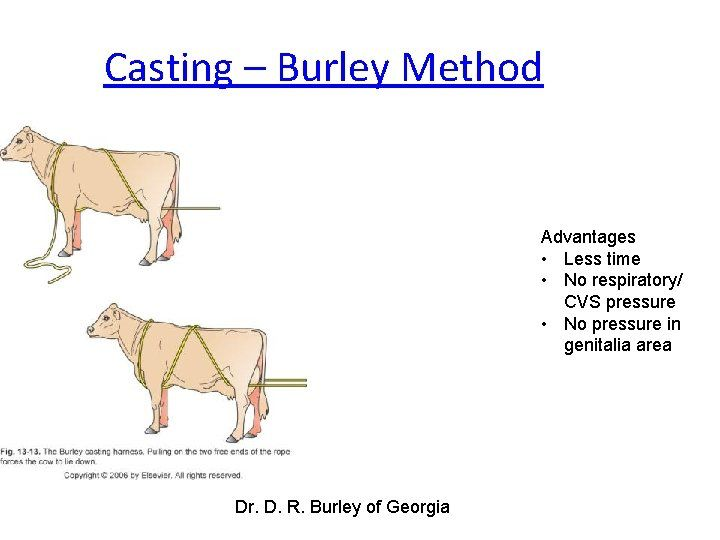 Casting – Burley Method
Advantages
• Less time
• No respiratory/
CVS pressure
• No pressure in
genitalia area
Fig. 13-13. The Burley casting harness. Pulling on the two free ends of the rope
forces the cow to lie down.
Copyright © 2006 by Elsevier. All rights reserved.
Dr. D. R. Burley of Georgia